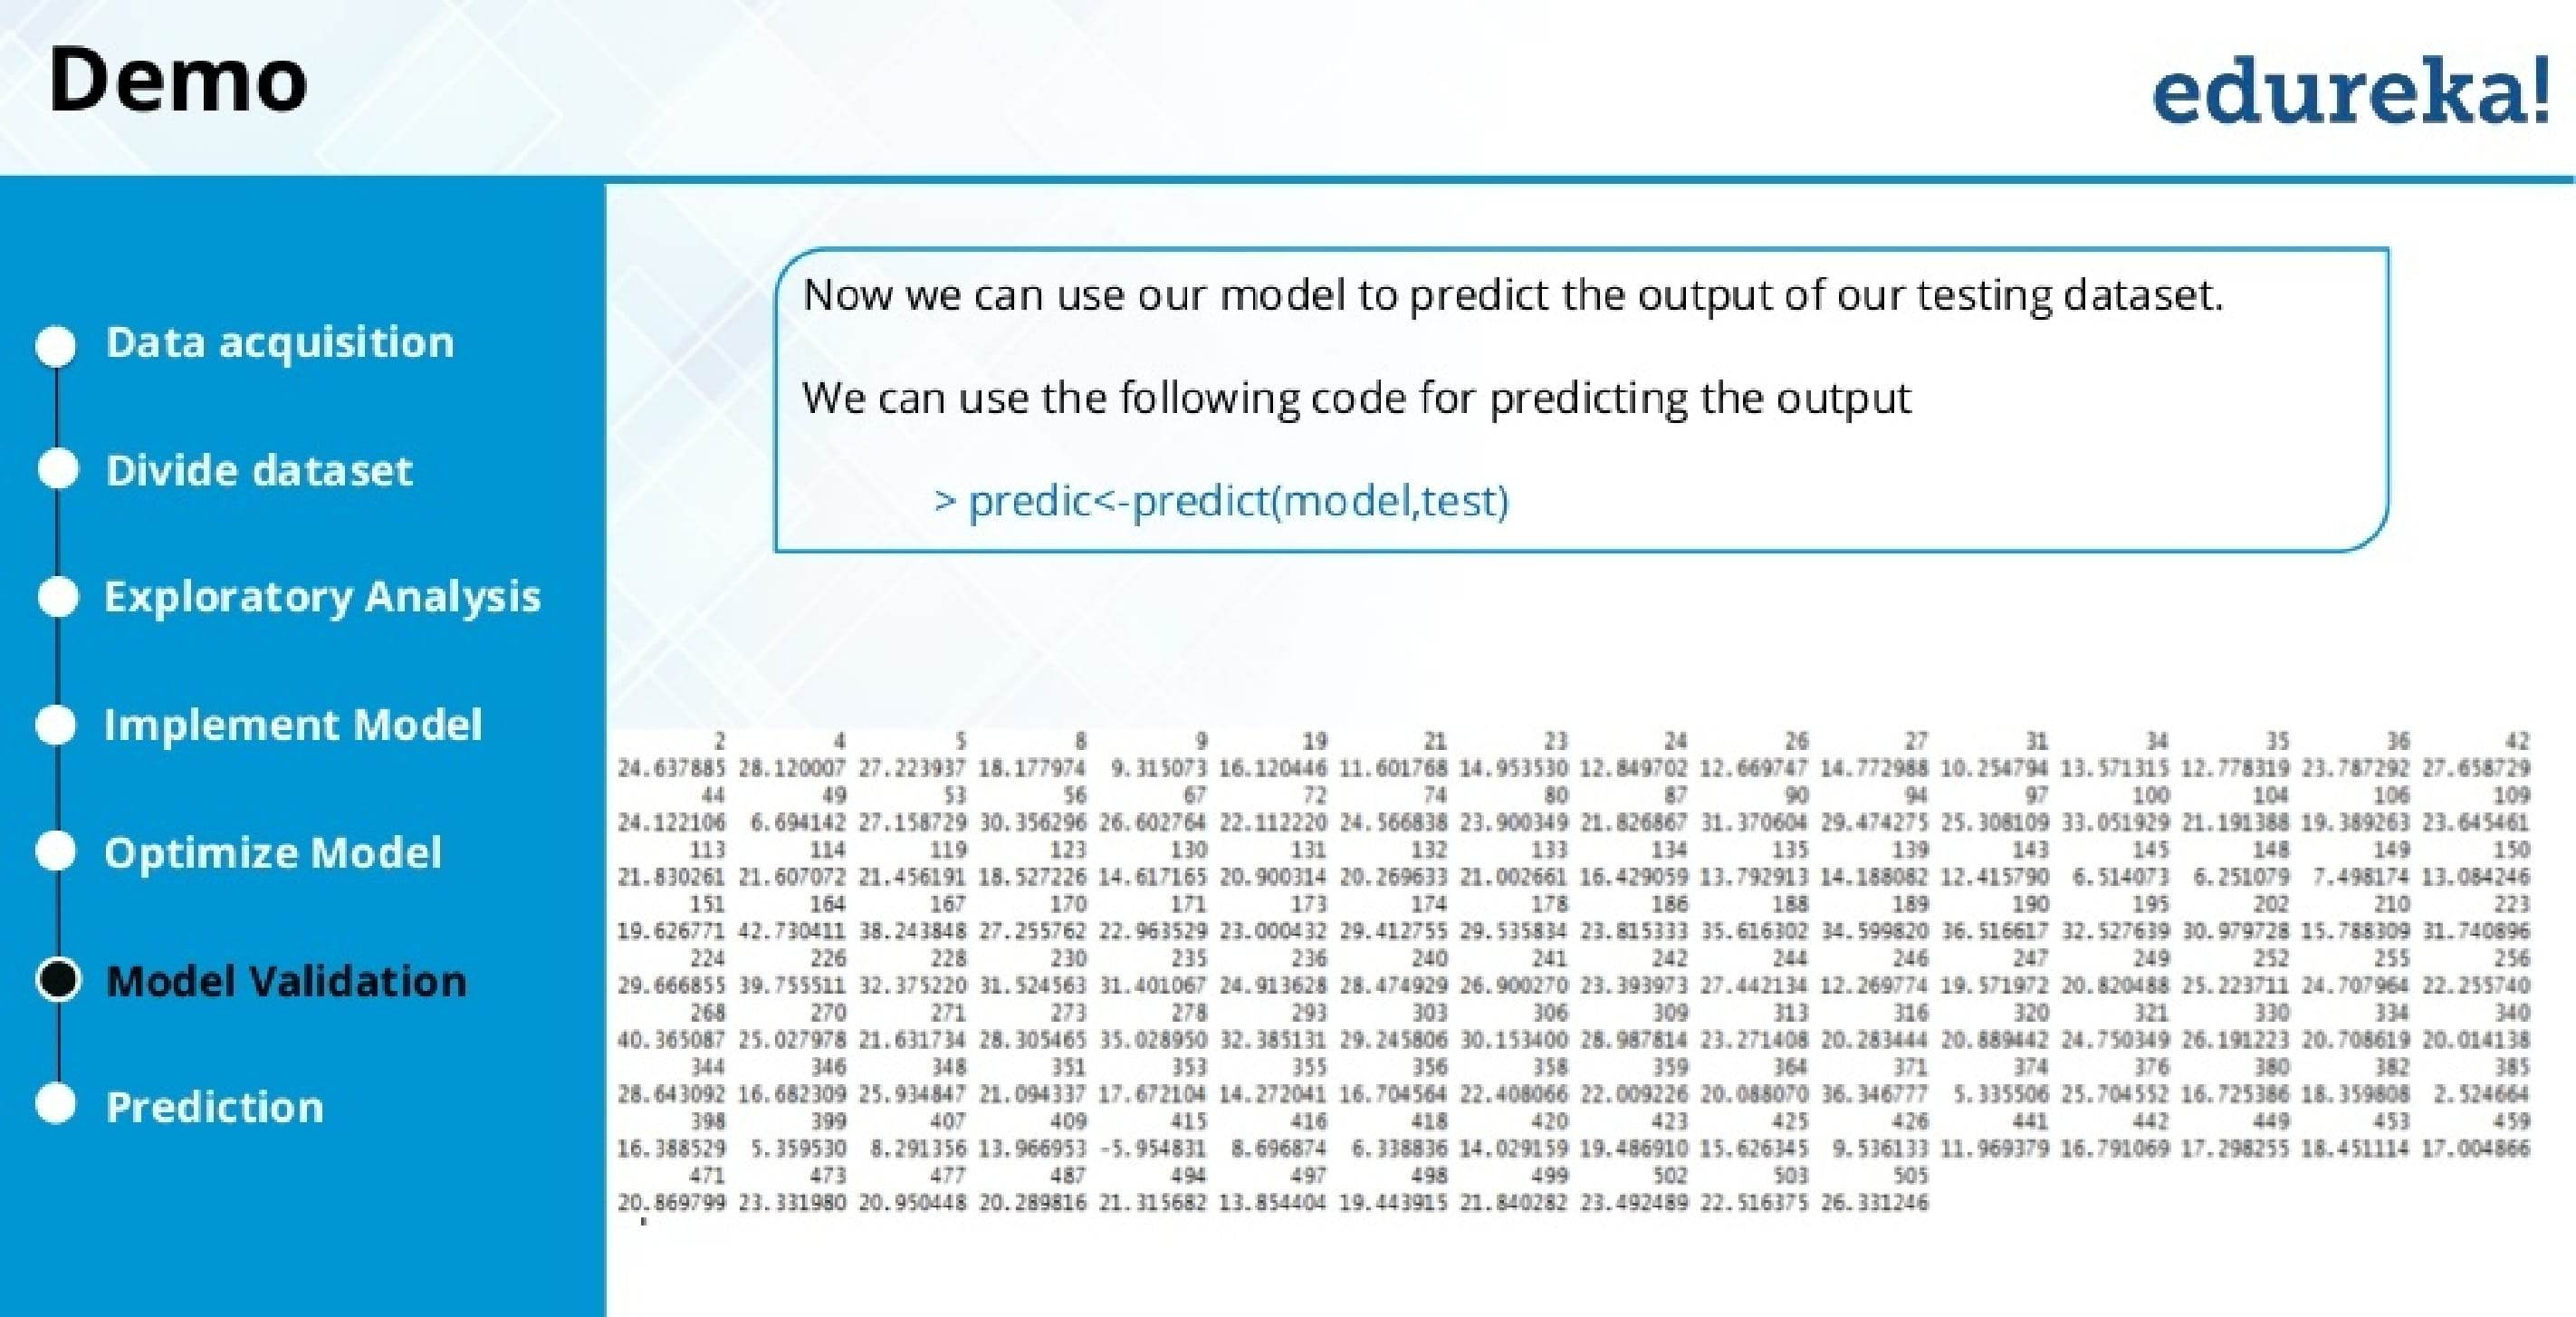 Demo
edureka!
Data acquisition
Divide dataset
Exploratory Analysis
Implement Model
Optimize Model
Model Validation
Prediction
Now we can use our model to predict the output of our testing dataset.
We can use the following code for predicting the output
> predic<-predict(model,test)
2 4 5 8 9 19 21 23 24 26 27 31 34 35 36 42
24.637885 28.120007 27.223937 18.177974 9.315073 16.120446 11.601768 14.953530 12.849702 12.669747 14.772988 10.254794 13.571315 12.778319 23.787292 27.658729
44 49 53 56 67 72 74 80 87 90 94 97 100 104 106 109
24.122106 6.694142 27.158729 30.356296 26.602764 22.112220 24.566838 23.900349 21.826867 31.370604 29.474275 25.308109 33.051929 21.191388 19.389263 23.645461
113 114 119 123 130 131 132 133 134 135 139 143 145 148 149 150
21.830261 21.607072 21.456191 18.527226 14.617165 20.900314 20.269633 21.002661 16.429059 13.792913 14.188082 12.415790 6.514073 6.251079 7.498174 13.084246
151 164 167 170 171 173 174 178 186 188 189 190 195 202 210 223
19.626771 42.730411 38.243848 27.255762 22.963529 23.000432 29.412755 29.535834 23.815333 35.616302 34.599820 36.516617 32.527639 30.979728 15.788309 31.740896
224 226 228 230 235 236 240 241 242 244 246 247 249 252 255 256
29.666855 39.755511 32.375220 31.524563 31.401067 24.913628 28.474929 26.900270 23.393973 27.442134 12.269774 19.571972 20.820488 25.223711 24.707964 22.255740
268 270 271 273 278 293 303 306 309 313 316 320 321 330 334 340
40.365087 25.027978 21.631734 28.305465 35.028950 32.385131 29.245806 30.153400 28.987814 23.271408 20.283444 20.889442 24.750349 26.191223 20.708619 20.014138
344 346 348 351 353 355 356 358 359 364 371 374 376 380 382 385
28.643092 16.682309 25.934847 21.094337 17.672104 14.272041 16.704564 22.408066 22.009226 20.088070 36.346777 5.335506 25.704552 16.725386 18.359808 2.524664
398 399 407 409 415 416 418 420 423 425 426 441 442 449 453 459
16.388529 5.359530 8.291356 13.966953 -5.954831 8.696874 6.338836 14.029159 19.486910 15.626345 9.536133 11.969379 16.791069 17.298255 18.451114 17.004866
471 473 477 487 494 497 498 499 502 503 505
20.869799 23.331980 20.950448 20.289816 21.315682 13.854404 19.443915 21.840282 23.492489 22.516375 26.331246